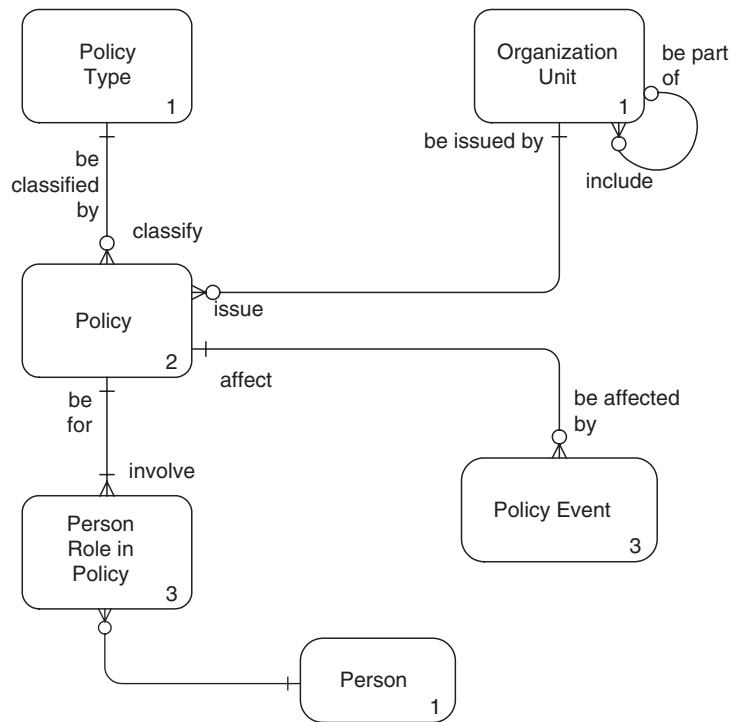 Policy
Type
1
Organization
Unit
1
be part
of
be issued by
include
be
classified
by
classify
Policy
2
issue
affect
be
for
be affected
by
involve
Policy Event
3
Person
Role in
Policy
3
Person
1